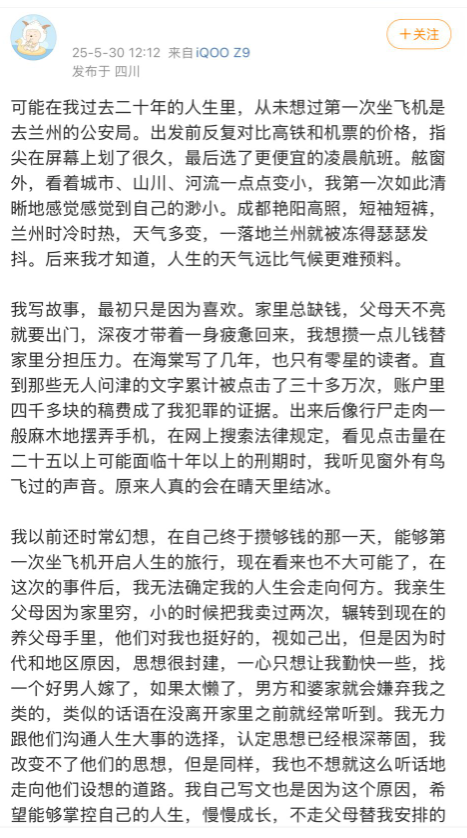 +关注
25-5-30 12:12 来自iQOO Z9
发布于 四川
可能在我过去二十年的人生里，从未想过第一次坐飞机是
去兰州的公安局。出发前反复对比高铁和机票的价格，指
尖在屏幕上划了很久，最后选了更便宜的凌晨航班。舷窗
外，看着城市、山川、河流一点点变小，我第一次如此清
晰地感觉感觉到自己的渺小。成都艳阳高照，短袖短裤，
兰州时冷时热，天气多变，一落地兰州就被冻得瑟瑟发
抖。后来我才知道，人生的天气远比气候更难预料。
我写故事，最初只是因为喜欢。家里总缺钱，父母天不亮
就要出门，深夜才带着一身疲惫回来，我想攒一点儿钱替
家里分担压力。在海棠写了几年，也只有零星的读者。直
到那些无人问津的文字累计被点击了三十多万次，账户里
四千多块的稿费成了我犯罪的证据。出来后像行尸走肉一
般麻木地摆弄手机，在网上搜索法律规定，看见点击量在
二十五以上可能面临十年以上的刑期时，我听见窗外有鸟
飞过的声音。原来人真的会在晴天里结冰。
我以前还时常幻想，在自己终于攒够钱的那一天，能够第
一次坐飞机开启人生的旅行，现在看来也不大可能了，在
这次的事件后，我无法确定我的人生会走向何方。我亲生
父母因为家里穷，小的时候把我卖过两次，辗转到现在的
养父母手里，他们对我也挺好的，视如己出，但是因为时
代和地区原因，思想很封建，一心只想让我勤快一些，找
一个好男人嫁了，如果太懒了，男方和婆家就会嫌弃我之
类的，类似的话语在没离开家里之前就经常听到。我无力
跟他们沟通人生大事的选择，认定思想已经根深蒂固，我
改变不了他们的思想，但是同样，我也不想就这么听话地
走向他们设想的道路。我自己写文也是因为这个原因，希
望能够掌控自己的人生，慢慢成长，不走父母替我安排的